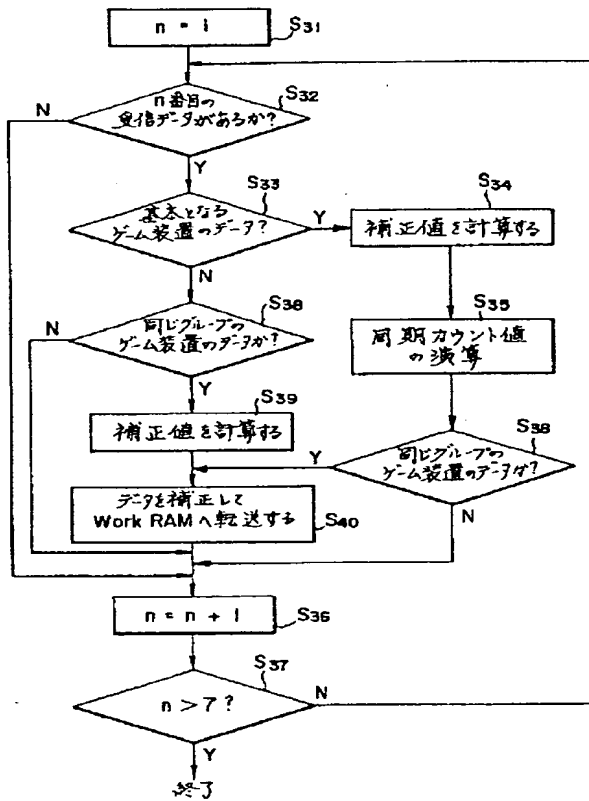 n = 1
S31
n番目の
受信データがあるか?
S32
N
Y
基本となる
ゲーム装置のデータ?
S33
Y
N
補正値を計算する
S34
同期カウント値
の演算
S35
同じグループの
ゲーム装置のデータか?
S38
N
Y
補正値を計算する
S39
同じグループの
ゲーム装置のデータか?
S38
Y
N
データを補正して
Work RAMへ転送する
S40
n = n + 1
S36
n > 7 ?
S37
N
Y
終了